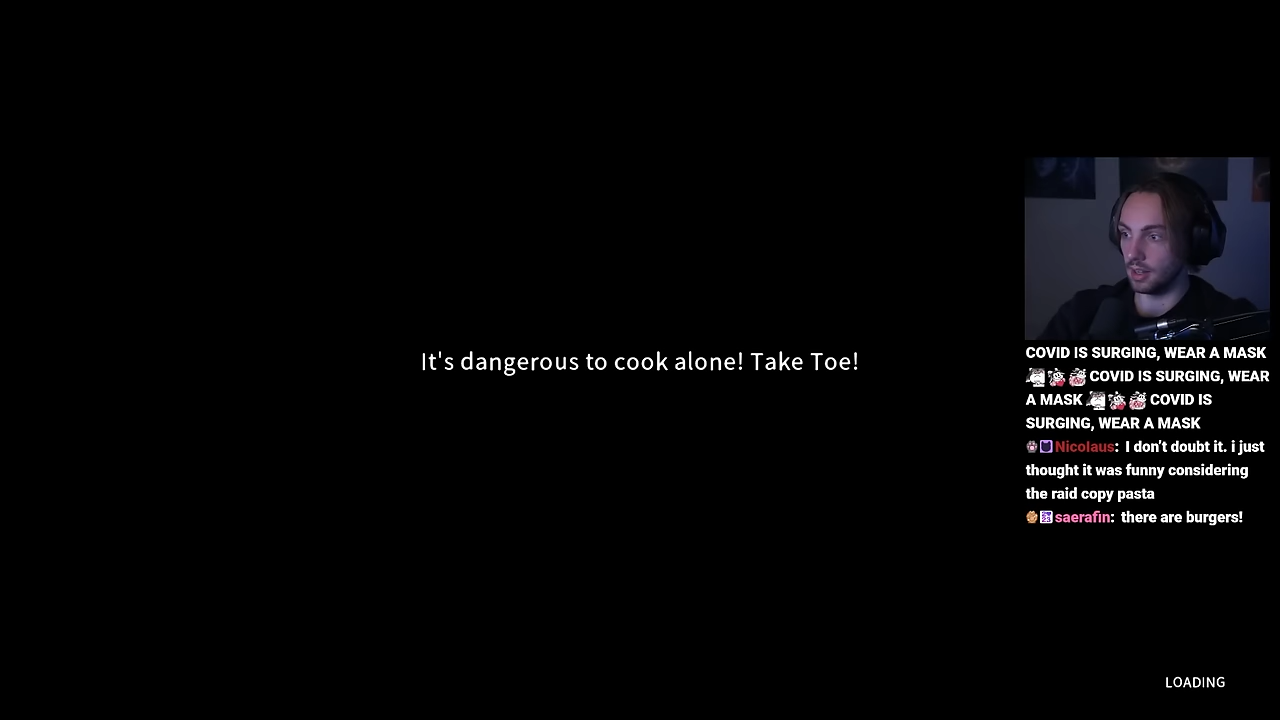 It's dangerous to cook alone! Take Toe!
COVID IS SURGING, WEAR A MASK
COVID IS SURGING, WEAR
A MASK COVID IS
SURGING, WEAR A MASK
Nicolaus: I don't doubt it. i just
thought it was funny considering
the raid copy pasta
saerafin: there are burgers!
LOADING